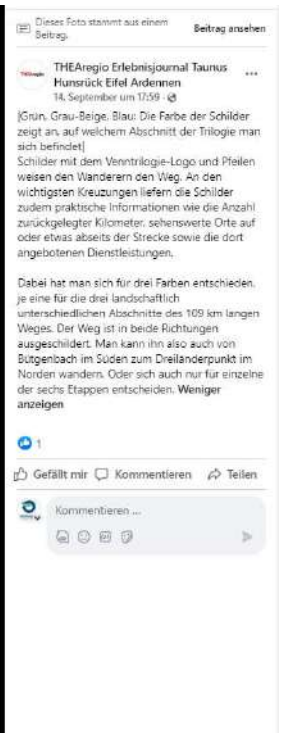 Dieses Foto stammt aus einem
Beitrag.
Beitrag ansehen
THEAregio Erlebnisjournal Taunus
Hunsrück Eifel Ardennen
14. September um 17:59
|Grün, Grau-Beige, Blau: Die Farbe der Schilder
zeigt an, auf welchem Abschnitt der Trilogie man
sich befindet|
Schilder mit dem Venntrilogie-Logo und Pfeilen
weisen den Wanderern den Weg. An den
wichtigsten Kreuzungen liefern die Schilder
zudem praktische Informationen wie die Anzahl
zurückgelegter Kilometer, sehenswerte Orte auf
oder etwas abseits der Strecke sowie die dort
angebotenen Dienstleistungen.
Dabei hat man sich für drei Farben entschieden,
je eine für die drei landschaftlich
unterschiedlichen Abschnitte des 109 km langen
Weges. Der Weg ist in beide Richtungen
ausgeschildert. Man kann ihn also auch von
Bütgenbach im Süden zum Dreiländerpunkt im
Norden wandern. Oder sich auch nur für einzelne
der sechs Etappen entscheiden. Weniger
anzeigen
1
Gefällt mir Kommentieren Teilen
Kommentieren ...